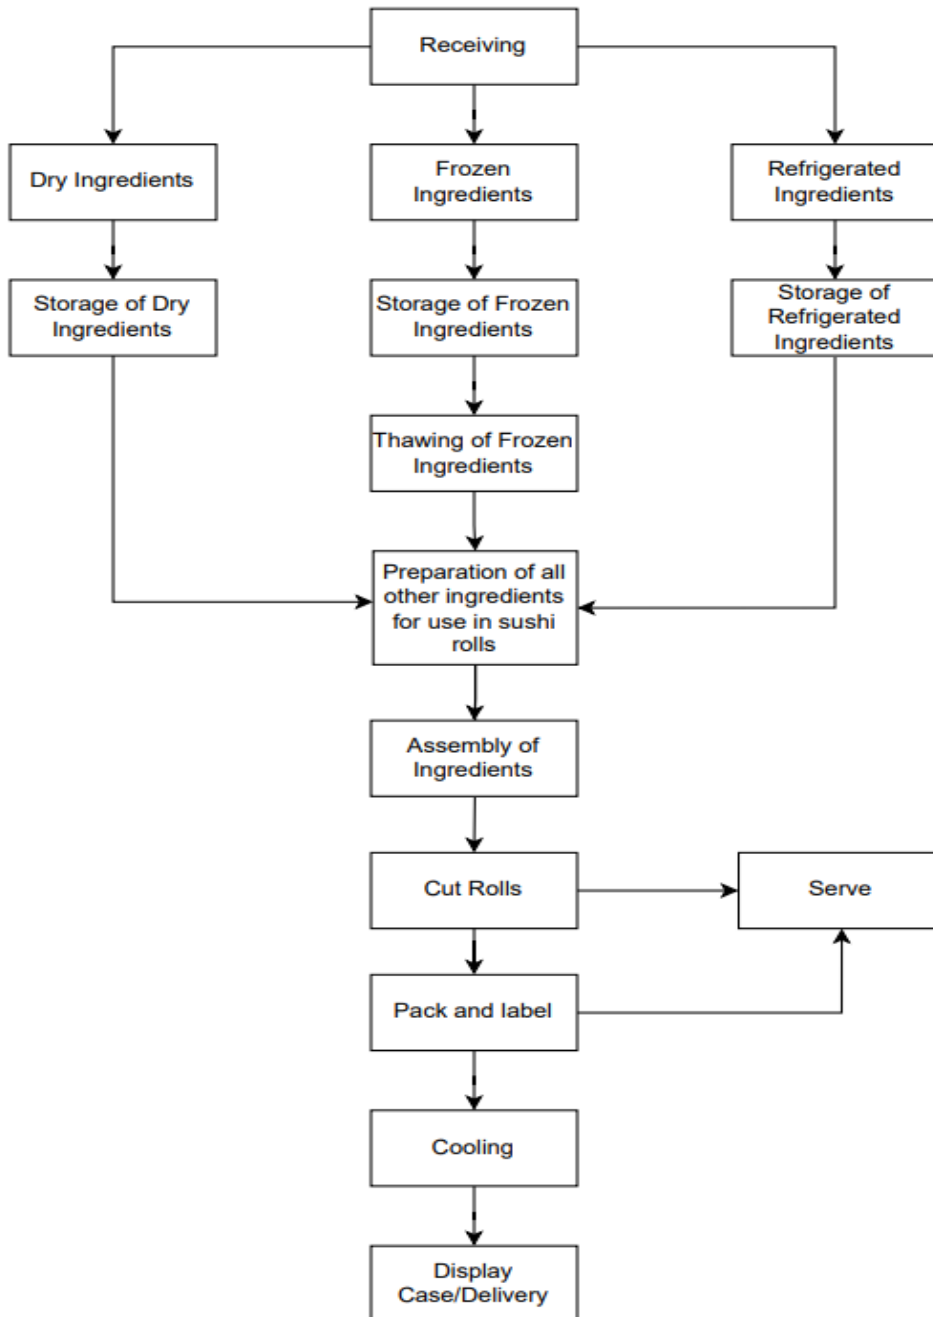 Receiving
Dry Ingredients
Frozen
Ingredients
Refrigerated
Ingredients
Storage of Dry
Ingredients
Storage of Frozen
Ingredients
Storage of
Refrigerated
Ingredients
Thawing of Frozen
Ingredients
Preparation of all
other ingredients
for use in sushi
rolls
Assembly of
Ingredients
Cut Rolls
Serve
Pack and label
Cooling
Display
Case/Delivery